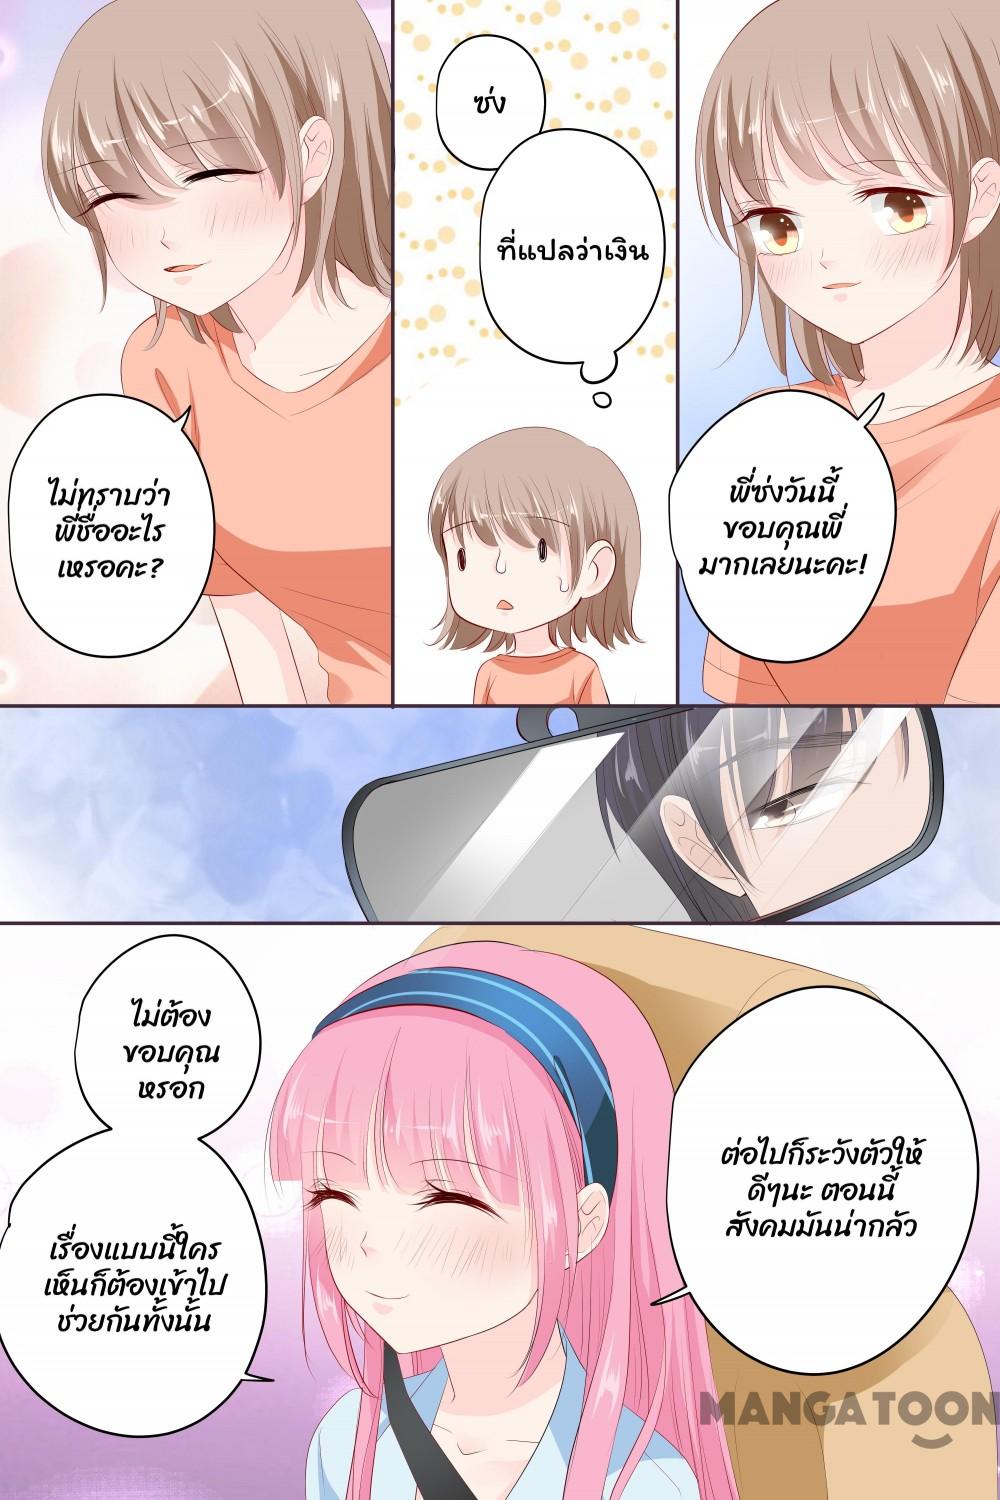 ไม่ทราบว่า
พี่ชื่ออะไร
เหรอคะ?
ซ่ง
ที่แปลว่าเงิน
พี่ซ่งวันนี้
ขอบคุณพี่
มากเลยนะคะ!
ไม่ต้อง
ขอบคุณ
หรอก
เรื่องแบบนี้ใคร
เห็นก็ต้องเข้าไป
ช่วยกันทั้งนั้น
ต่อไปก็ระวังตัวให้
ดีๆนะ ตอนนี้
สังคมมันน่ากลัว
MANGATOON